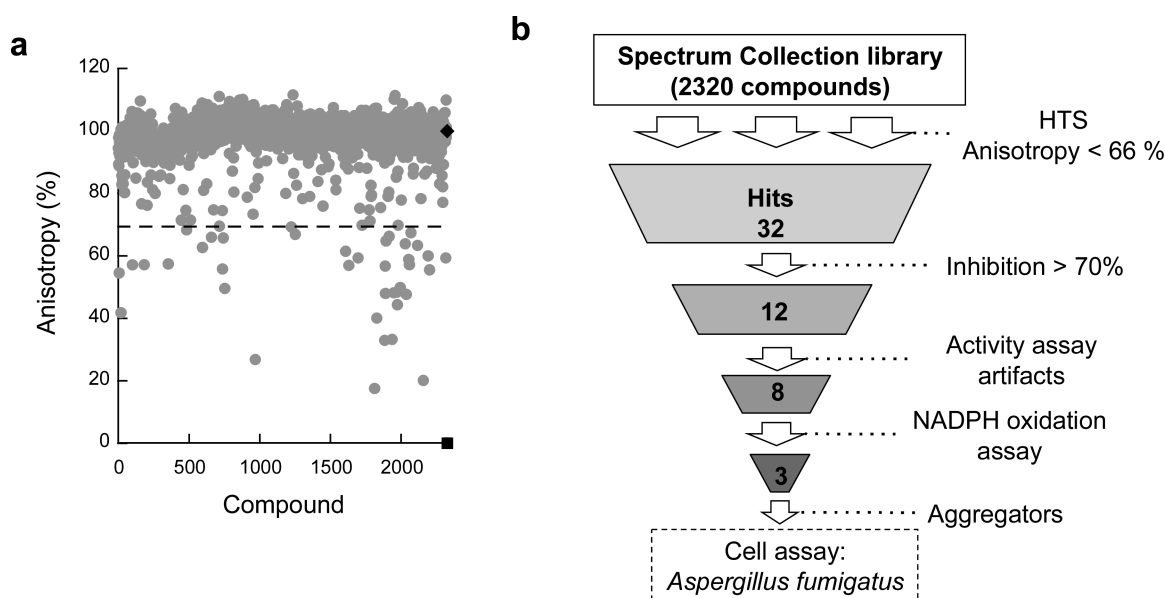 a
120
100
80
60
40
20
0
Anisotropy (%)
0 500 1000 1500 2000
Compound
b
Spectrum Collection library
(2320 compounds)
HTS
Anisotropy < 66 %
Hits
32
Inhibition > 70%
12
Activity assay
artifacts
8
NADPH oxidation
assay
3
Aggregators
Cell assay:
Aspergillus fumigatus